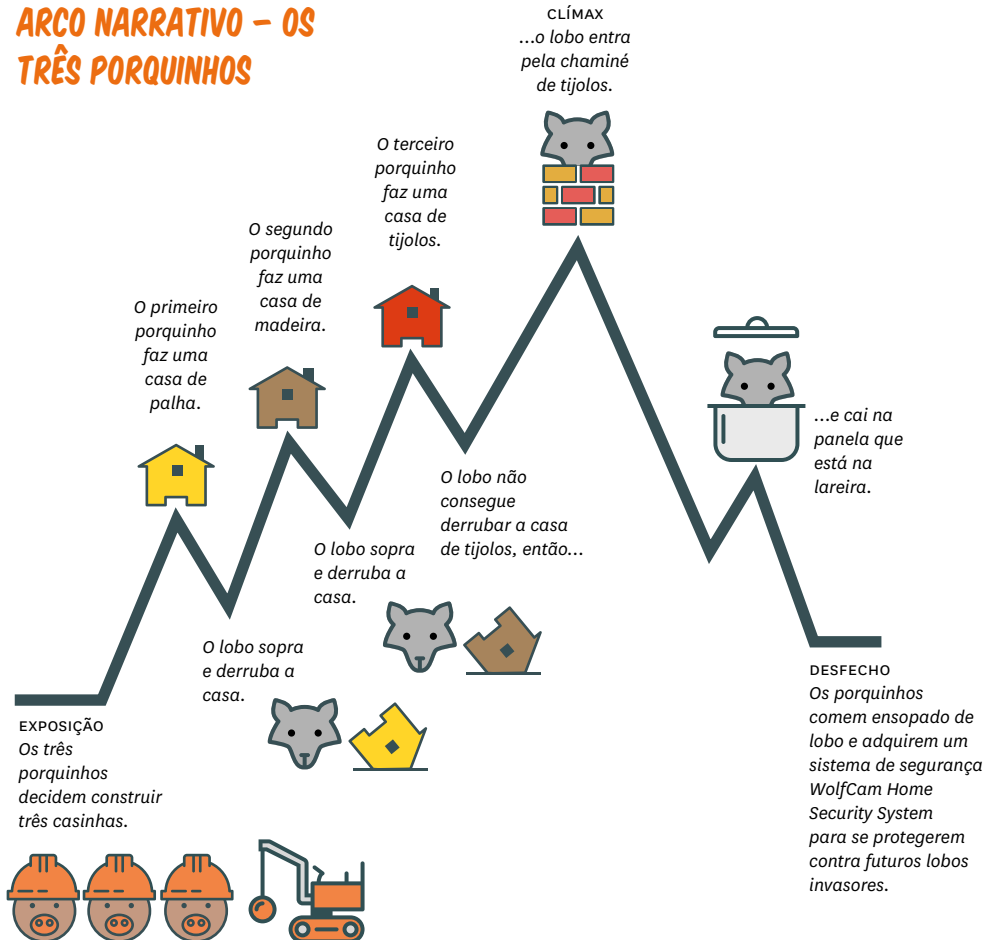 ARCO NARRATIVO – OS
TRÊS PORQUINHOS
EXPOSIÇÃO
Os três
porquinhos
decidem construir
três casinhas.
O primeiro
porquinho
faz uma
casa de
palha.
O lobo sopra
e derruba a
casa.
O segundo
porquinho
faz uma
casa de
madeira.
O lobo sopra
e derruba a
casa.
O terceiro
porquinho
faz uma
casa de
tijolos.
O lobo não
consegue
derrubar a casa
de tijolos, então...
CLÍMAX
...o lobo entra
pela chaminé
de tijolos.
...e cai na
panela que
está na
lareira.
DESFECHO
Os porquinhos
comem ensopado de
lobo e adquirem um
sistema de segurança
WolfCam Home
Security System
para se protegerem
contra futuros lobos
invasores.